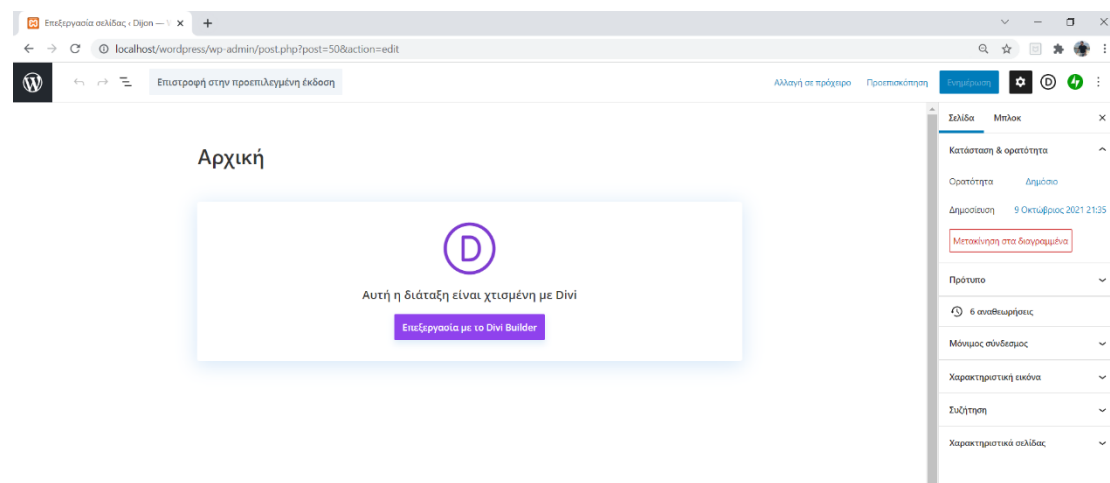 Επεξεργασία σελίδας ‹ Dijon —
localhost/wordpress/wp-admin/post.php?post=50&action=edit
Επιστροφή στην προεπιλεγμένη έκδοση
Αλλαγή σε πρόχειρο
Προεπισκόπηση
Ενημέρωση
Σελίδα
Μπλοκ
Αρχική
Κατάσταση & ορατότητα
Ορατότητα Δημόσιο
Δημοσίευση 9 Οκτώβριος 2021 21:35
Μετακίνηση στα διαγραμμένα
D
Αυτή η διάταξη είναι χτισμένη με Divi
Επεξεργασία με το Divi Builder
Πρότυπο
6 αναθεωρήσεις
Μόνιμος σύνδεσμος
Χαρακτηριστική εικόνα
Συζήτηση
Χαρακτηριστικά σελίδας